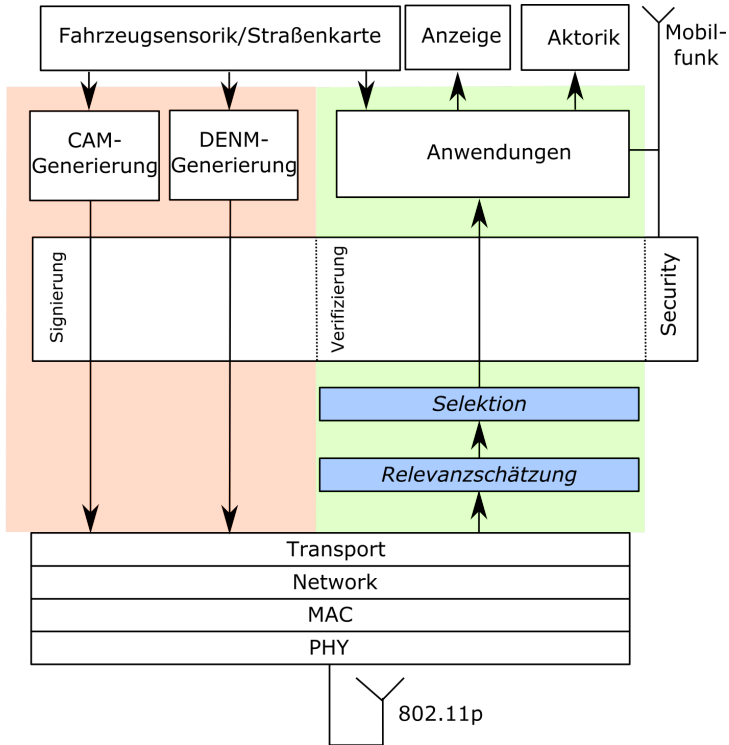 Fahrzeugsensorik/Straßenkarte
Anzeige
Aktorik
Mobil-
funk
CAM-
Generierung
DENM-
Generierung
Anwendungen
Signierung
Verifizierung
Security
Selektion
Relevanzschätzung
Transport
Network
MAC
PHY
802.11p